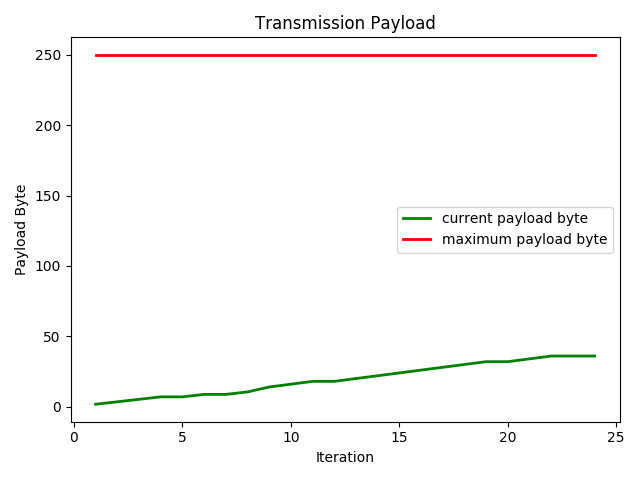 Transmission Payload
250
200
150
100
50
0
Payload Byte
current payload byte
maximum payload byte
0 5 10 15 20 25
Iteration